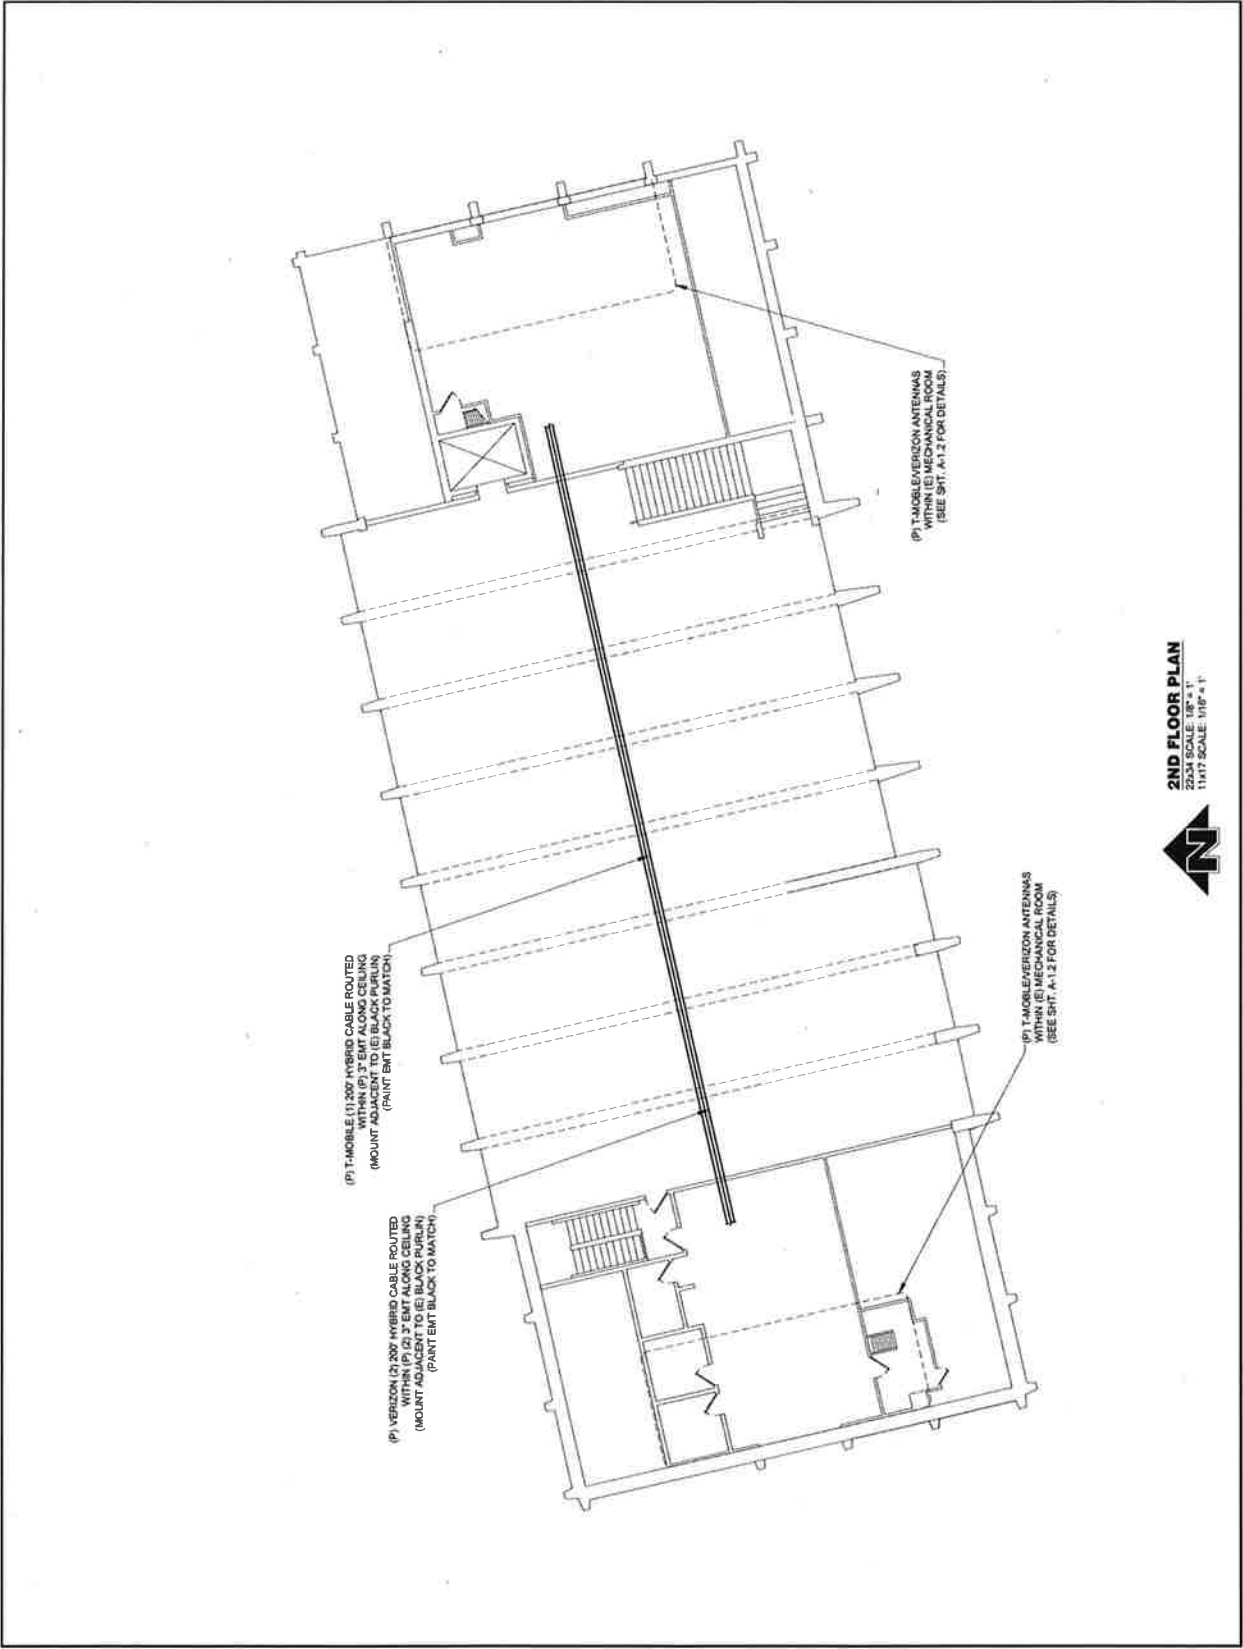 (P) VERIZON (2) 200' HYBRID CABLE ROUTED
WITHIN (P) (2) 3" EMT ALONG CEILING
(MOUNT ADJACENT TO (E) BLACK PURLIN)
(PAINT EMT BLACK TO MATCH)
(P) T-MOBILE (1) 200' HYBRID CABLE ROUTED
WITHIN (P) 3" EMT ALONG CEILING
(MOUNT ADJACENT TO (E) BLACK PURLIN)
(PAINT EMT BLACK TO MATCH)
(P) T-MOBLE/VERIZON ANTENNAS
WITHIN (E) MECHANICAL ROOM
(SEE SHT. A-1.2 FOR DETAILS)
(P) T-MOBLE/VERIZON ANTENNAS
WITHIN (E) MECHANICAL ROOM
(SEE SHT. A-1.2 FOR DETAILS)
N
2ND FLOOR PLAN
22x34 SCALE: 1/8" = 1'
11x17 SCALE: 1/16" = 1'